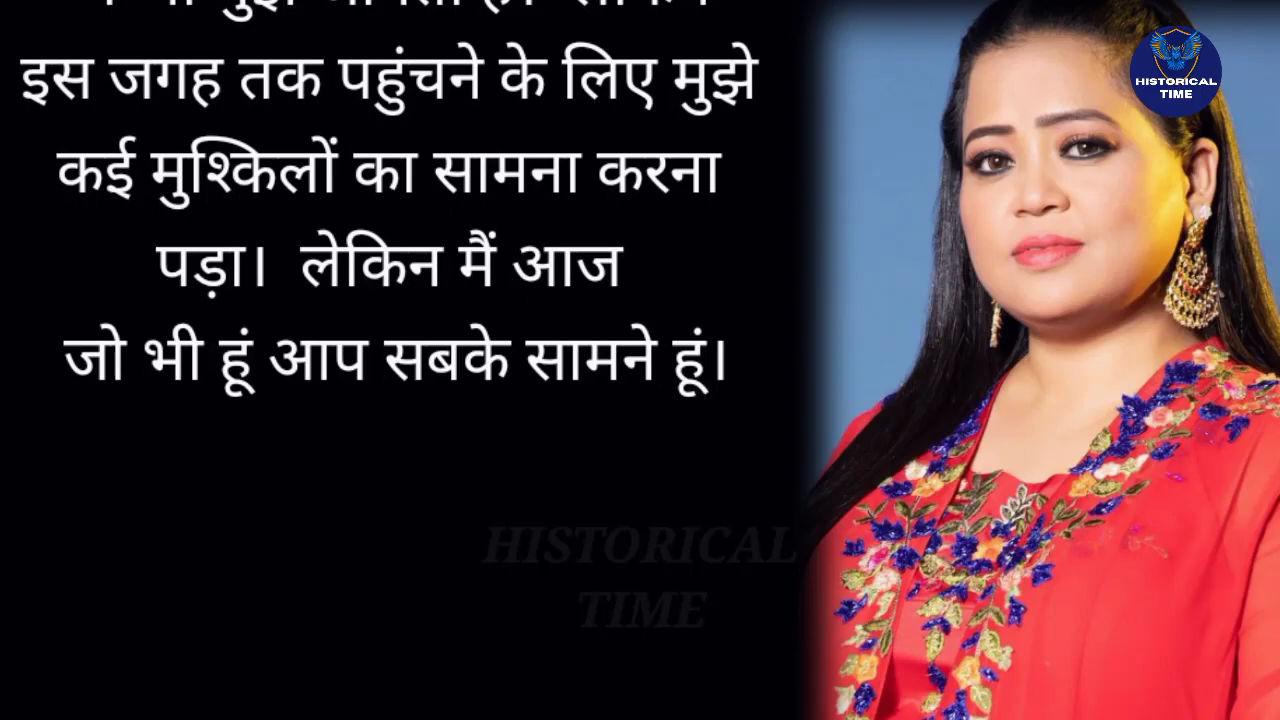 इस जगह तक पहुंचने के लिए मुझे
कई मुश्किलों का सामना करना
पड़ा। लेकिन मैं आज
जो भी हूं आप सबके सामने हूं।
HISTORICAL
TIME
HISTORICAL
TIME